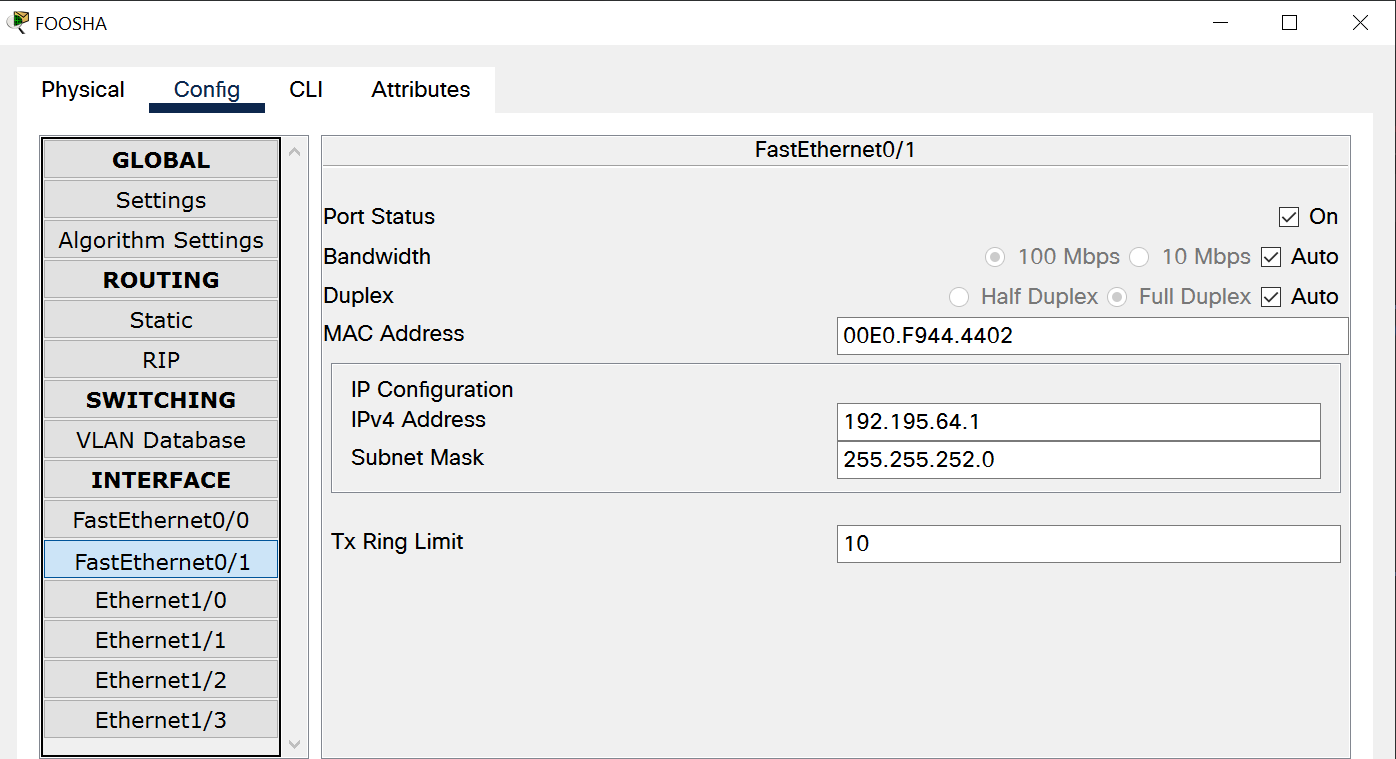 FOOSHA
Physical Config CLI Attributes
GLOBAL
Settings
Algorithm Settings
ROUTING
Static
RIP
SWITCHING
VLAN Database
INTERFACE
FastEthernet0/0
FastEthernet0/1
Ethernet1/0
Ethernet1/1
Ethernet1/2
Ethernet1/3
FastEthernet0/1
Port Status On
Bandwidth 100 Mbps 10 Mbps Auto
Duplex Half Duplex Full Duplex Auto
MAC Address 00E0.F944.4402
IP Configuration
IPv4 Address 192.195.64.1
Subnet Mask 255.255.252.0
Tx Ring Limit 10